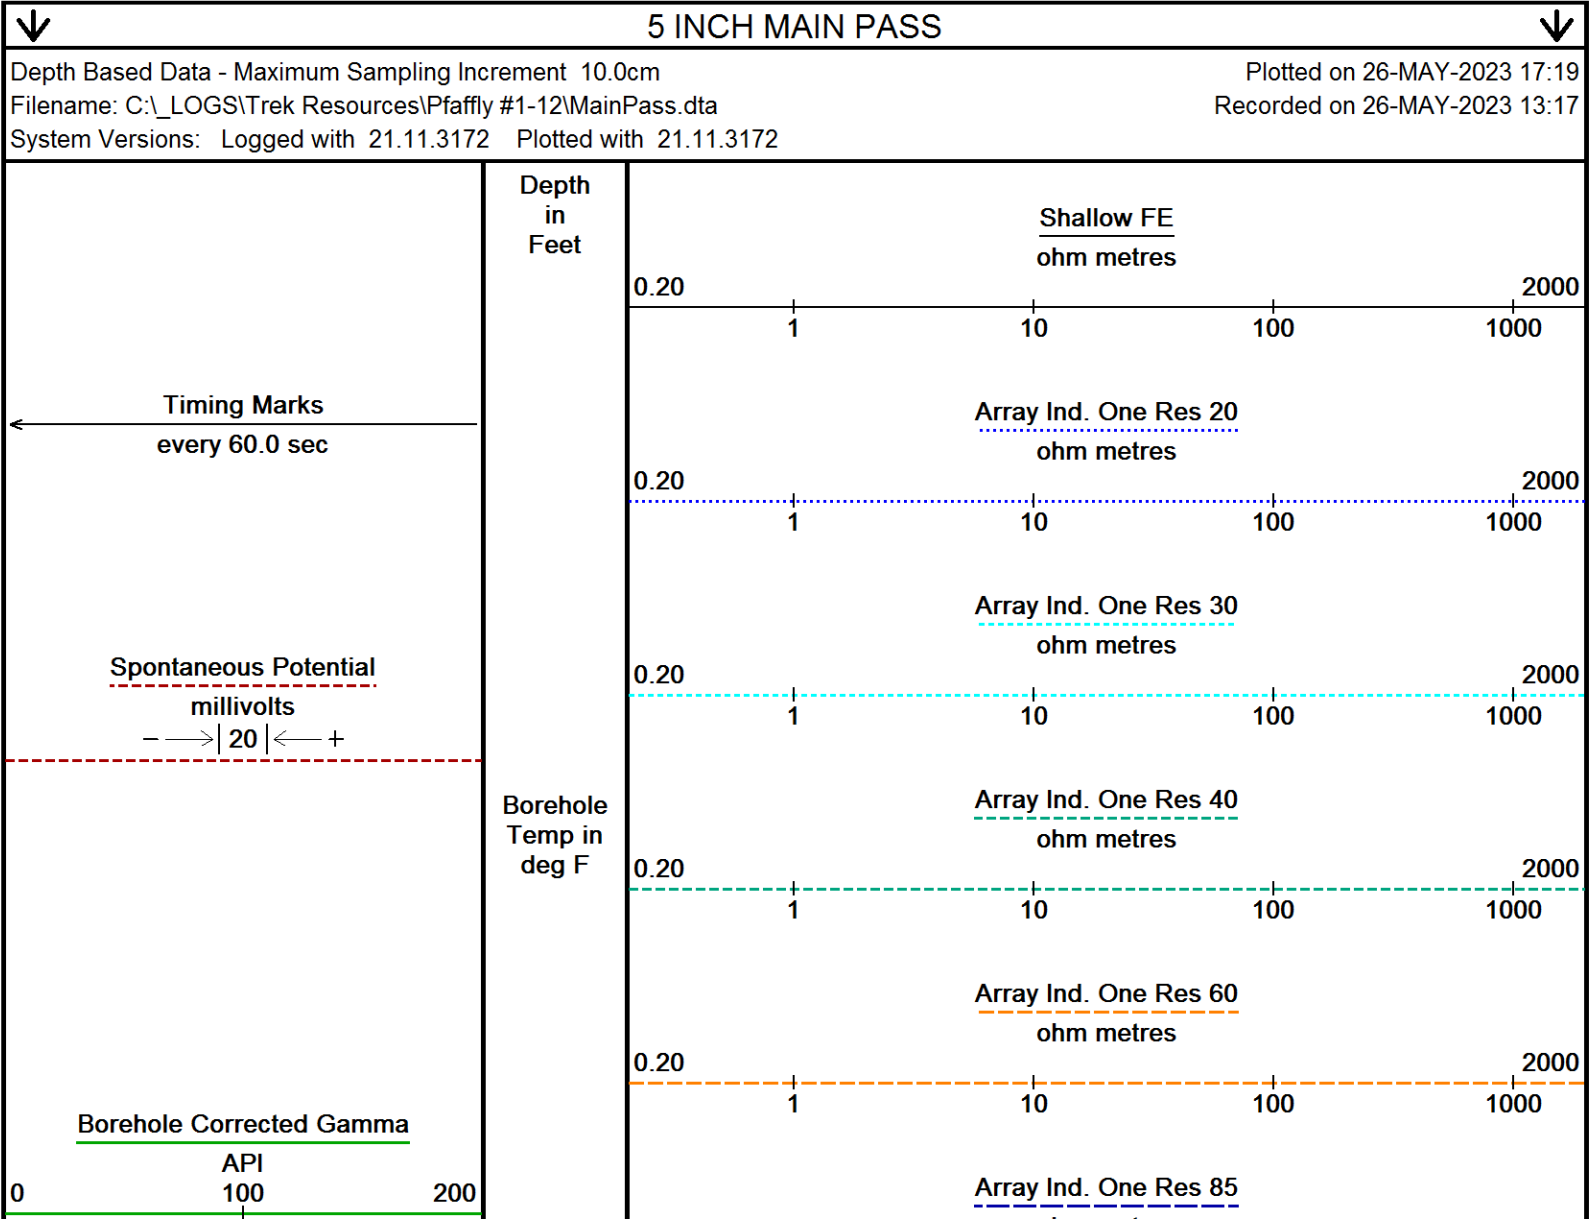 5 INCH MAIN PASS
Depth Based Data - Maximum Sampling Increment 10.0cm
Plotted on 26-MAY-2023 17:19
Filename: C:\_LOGS\Trek Resources\Pfaffly #1-12\MainPass.dta
Recorded on 26-MAY-2023 13:17
System Versions: Logged with 21.11.3172 Plotted with 21.11.3172
Timing Marks
every 60.0 sec
Spontaneous Potential
millivolts
− 20 +
Borehole Corrected Gamma
API
0 100 200
Depth
in
Feet
Borehole
Temp in
deg F
Shallow FE
ohm metres
0.20 2000
1 10 100 1000
Array Ind. One Res 20
ohm metres
0.20 2000
1 10 100 1000
Array Ind. One Res 30
ohm metres
0.20 2000
1 10 100 1000
Array Ind. One Res 40
ohm metres
0.20 2000
1 10 100 1000
Array Ind. One Res 60
ohm metres
0.20 2000
1 10 100 1000
Array Ind. One Res 85